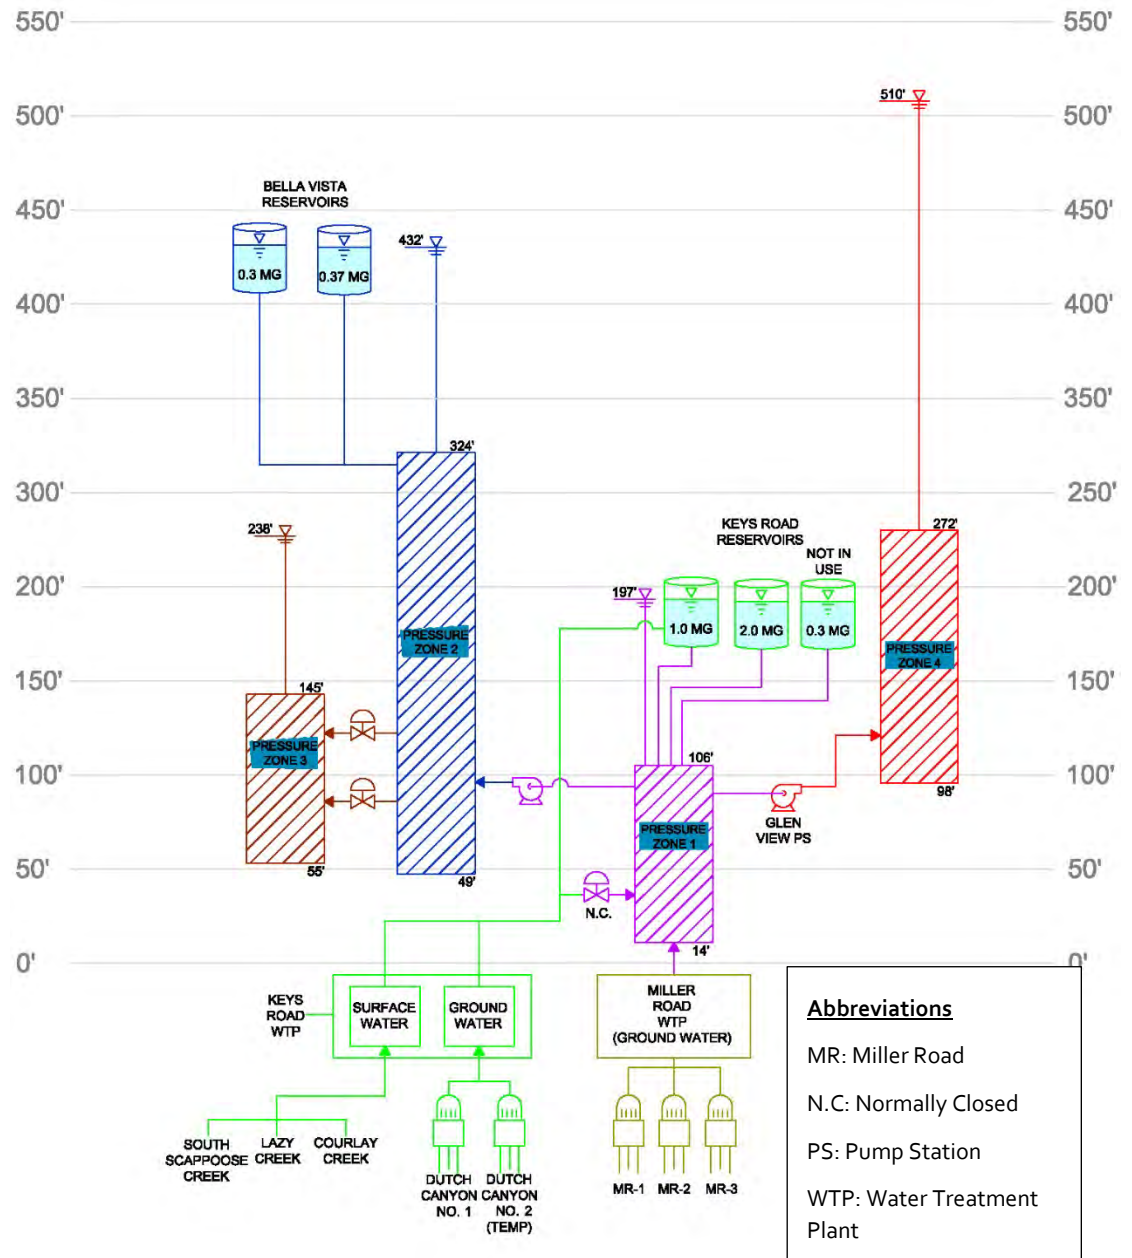 550'
550'
500'
510'
500'
BELLA VISTA
RESERVOIRS
450'
450'
432'
0.3 MG
0.37 MG
400'
400'
350'
350'
324'
300'
250'
238'
272'
KEYS ROAD
RESERVOIRS
NOT IN
USE
200'
200'
197'
1.0 MG
2.0 MG
0.3 MG
PRESSURE
ZONE 2
PRESSURE
ZONE 4
150'
150'
145'
PRESSURE
ZONE 3
106'
100'
100'
98'
GLEN
VIEW PS
PRESSURE
ZONE 1
50'
50'
55'
49'
N.C.
14'
0'
0'
KEYS
ROAD
WTP
SURFACE
WATER
GROUND
WATER
MILLER
ROAD
WTP
(GROUND WATER)
SOUTH
SCAPPOOSE
CREEK
LAZY
CREEK
COURLAY
CREEK
DUTCH
CANYON
NO. 1
DUTCH
CANYON
NO. 2
(TEMP)
MR-1
MR-2
MR-3
Abbreviations
MR: Miller Road
N.C: Normally Closed
PS: Pump Station
WTP: Water Treatment
Plant